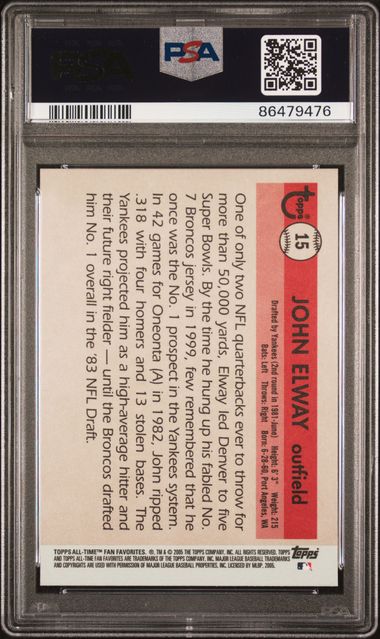 PSA
PSA
86479476
Topps
15
JOHN ELWAY outfield
Drafted by Yankees (2nd round in 1981-June) Height: 6' 3" Weight: 215
Bats: Left Throws: Right Born: 6-28-60, Port Angeles, WA
One of only two NFL quarterbacks ever to throw for
more than 50,000 yards, Elway led Denver to five
Super Bowls. By the time he hung up his fabled No.
7 Broncos jersey in 1999, few remembered that he
once was the No. 1 prospect in the Yankees system.
In 42 games for Oneonta (A) in 1982, John ripped
.318 with four homers and 13 stolen bases. The
Yankees projected him as a high-average hitter and
their future right fielder — until the Broncos drafted
him No. 1 overall in the '83 NFL Draft.
Topps
TOPPS ALL-TIME FAN FAVORITES. ®, TM & © 2005 THE TOPPS COMPANY, INC. ALL RIGHTS RESERVED, TOPPS
AND TOPPS ALL-TIME FAN FAVORITES ARE TRADEMARKS OF THE TOPPS COMPANY, INC. MAJOR LEAGUE BASEBALL TRADEMARKS
AND COPYRIGHTS ARE USED WITH PERMISSION OF MAJOR LEAGUE BASEBALL PROPERTIES, INC. LICENSED BY MLBP, 2005.